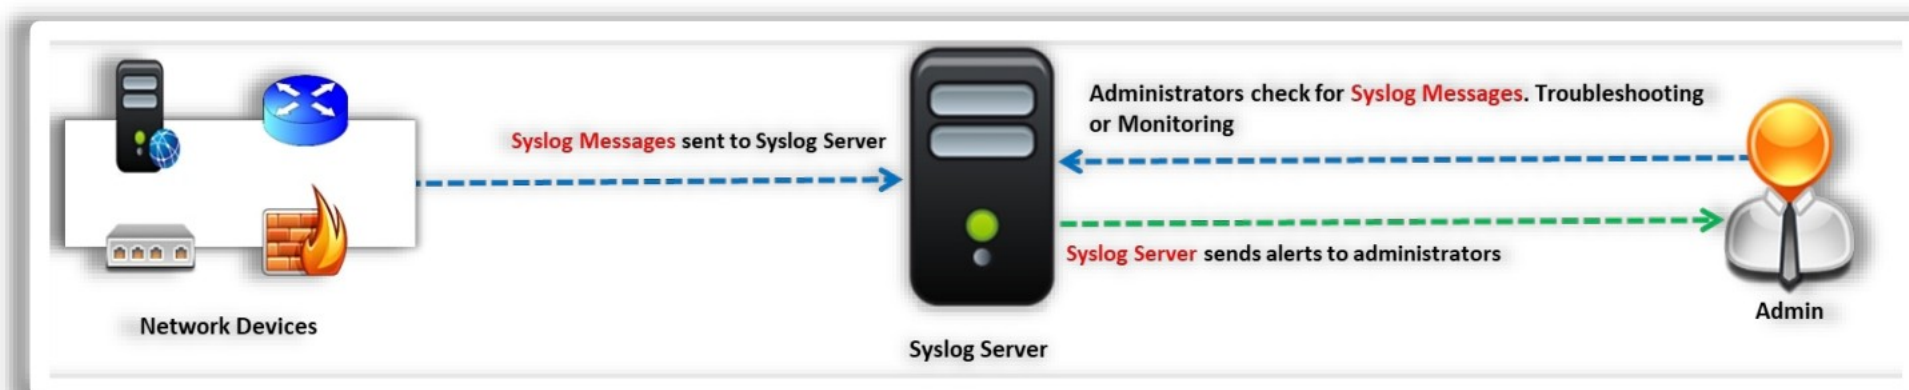 Syslog Messages sent to Syslog Server
Administrators check for Syslog Messages. Troubleshooting
or Monitoring
Syslog Server sends alerts to administrators
Network Devices
Syslog Server
Admin